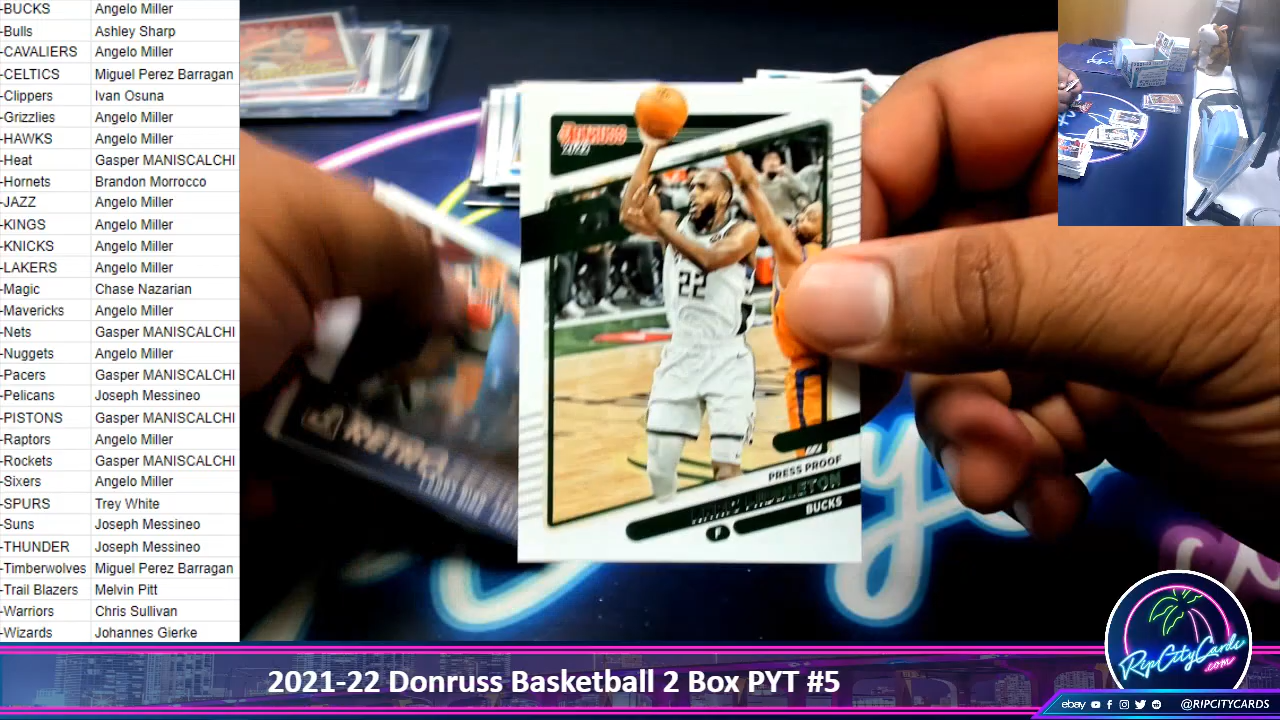 -BUCKS Angelo Miller
-Bulls Ashley Sharp
-CAVALIERS Angelo Miller
-CELTICS Miguel Perez Barragan
-Clippers Ivan Osuna
-Grizzlies Angelo Miller
-HAWKS Angelo Miller
-Heat Gasper MANISCALCHI
-Hornets Brandon Morrocco
-JAZZ Angelo Miller
-KINGS Angelo Miller
-KNICKS Angelo Miller
-LAKERS Angelo Miller
-Magic Chase Nazarian
-Mavericks Angelo Miller
-Nets Gasper MANISCALCHI
-Nuggets Angelo Miller
-Pacers Gasper MANISCALCHI
-Pelicans Joseph Messineo
-PISTONS Gasper MANISCALCHI
-Raptors Angelo Miller
-Rockets Gasper MANISCALCHI
-Sixers Angelo Miller
-SPURS Trey White
-Suns Joseph Messineo
-THUNDER Joseph Messineo
-Timberwolves Miguel Perez Barragan
-Trail Blazers Melvin Pitt
-Warriors Chris Sullivan
-Wizards Johannes Gierke
Donruss
22
PRESS PROOF
MIDDLETON
BUCKS
F
RETRO
RipCityCards
.com
2021-22 Donruss Basketball 2 Box PYT #5
ebay @RIPCITYCARDS